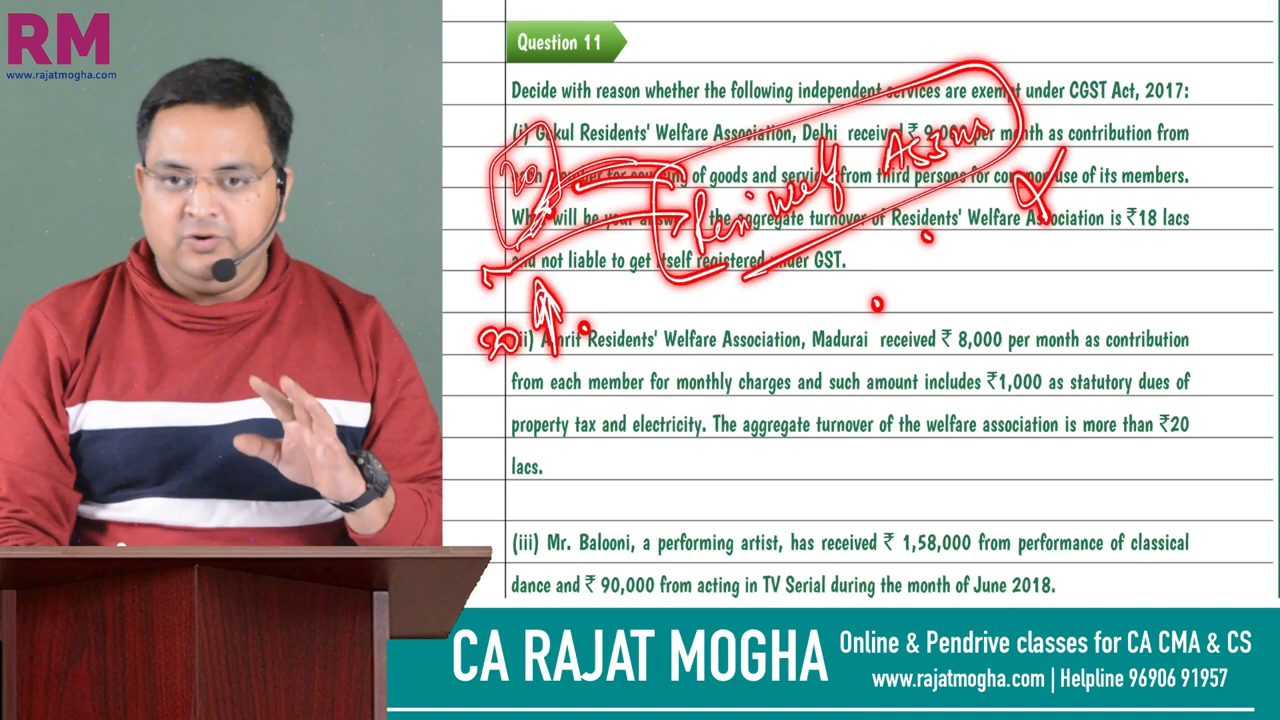 RM
www.rajatmogha.com
Question 11
Decide with reason whether the following independent services are exempt under CGST Act, 2017:
(i) Gokul Residents' Welfare Association, Delhi received ₹ 9,000 per month as contribution from
each member for sourcing of goods and services from third persons for common use of its members.
What will be your answer if the aggregate turnover of Residents' Welfare Association is ₹18 lacs
and not liable to get itself registered under GST.
Resi welf Assn
20
20
(ii) Amrit Residents' Welfare Association, Madurai received ₹ 8,000 per month as contribution
from each member for monthly charges and such amount includes ₹1,000 as statutory dues of
property tax and electricity. The aggregate turnover of the welfare association is more than ₹20
lacs.
(iii) Mr. Balooni, a performing artist, has received ₹ 1,58,000 from performance of classical
dance and ₹ 90,000 from acting in TV Serial during the month of June 2018.
CA RAJAT MOGHA
Online & Pendrive classes for CA CMA & CS
www.rajatmogha.com | Helpline 96906 91957